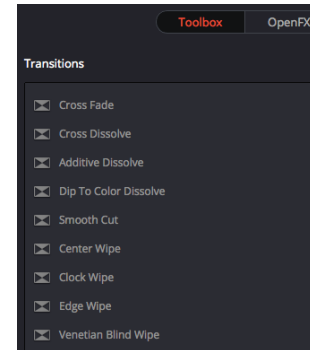 Toolbox OpenFX
Transitions
Cross Fade
Cross Dissolve
Additive Dissolve
Dip To Color Dissolve
Smooth Cut
Center Wipe
Clock Wipe
Edge Wipe
Venetian Blind Wipe